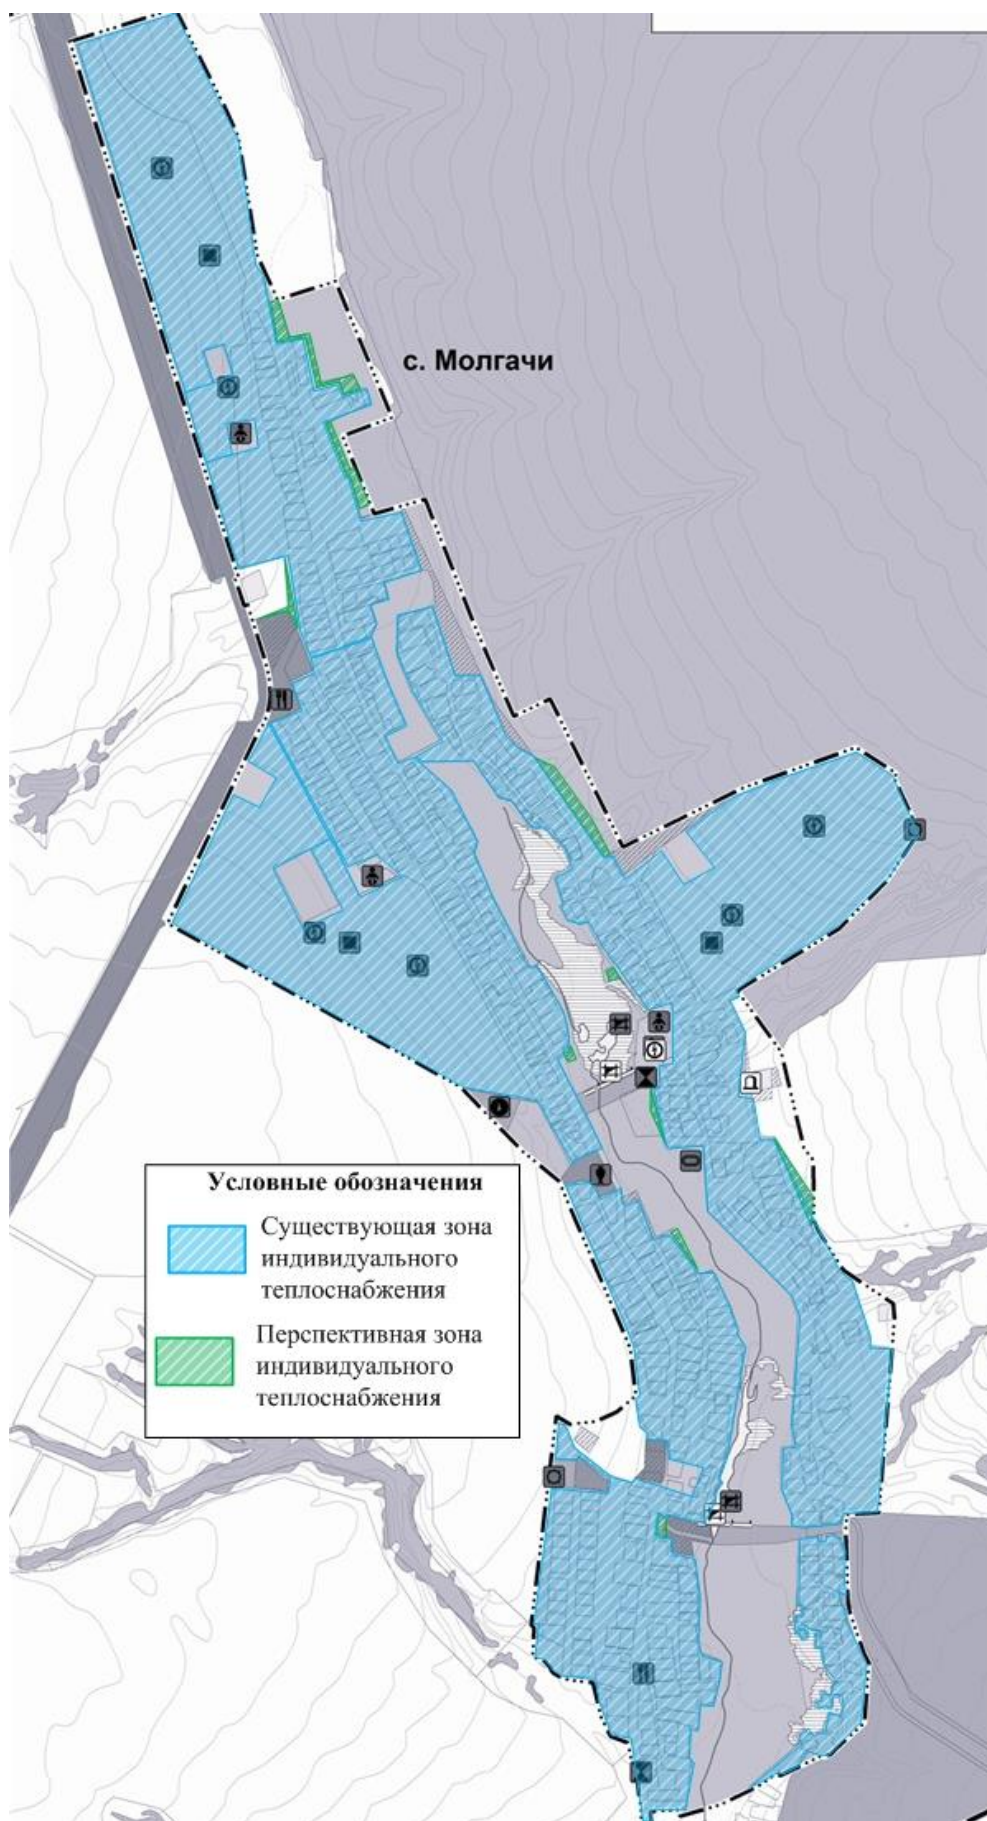 с. Молгачи
Условные обозначения
Существующая зона
индивидуального
теплоснабжения
Перспективная зона
индивидуального
теплоснабжения